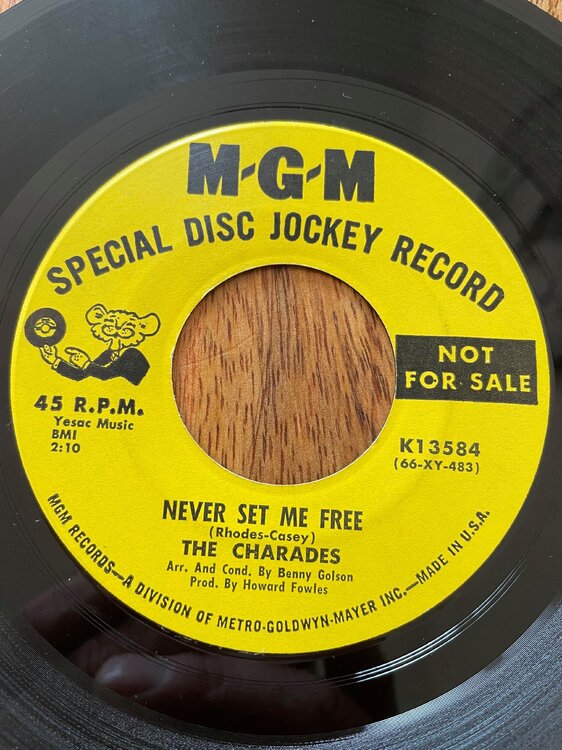 M-G-M
SPECIAL DISC JOCKEY RECORD
NOT
FOR SALE
45 R.P.M.
Yesac Music
BMI
2:10
K13584
(66-XY-483)
NEVER SET ME FREE
(Rhodes-Casey)
THE CHARADES
Arr. And Cond. By Benny Golson
Prod. By Howard Fowles
MGM RECORDS—A DIVISION OF METRO-GOLDWYN-MAYER INC.—MADE IN U.S.A.